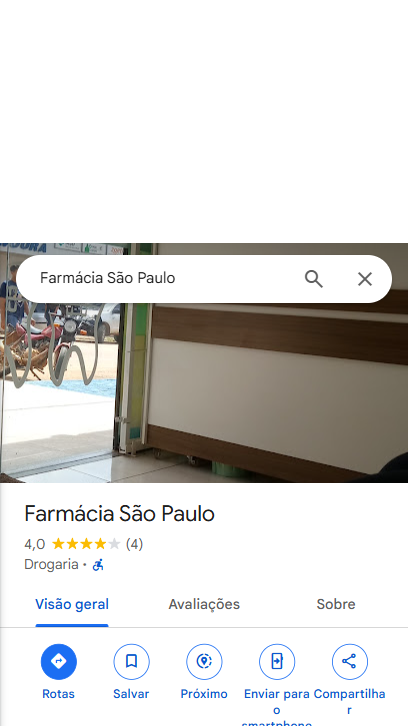 Farmácia São Paulo
Farmácia São Paulo
4,0 (4)
Drogaria ·
Visão geral
Avaliações
Sobre
Rotas
Salvar
Próximo
Enviar para o smartphone
Compartilhar